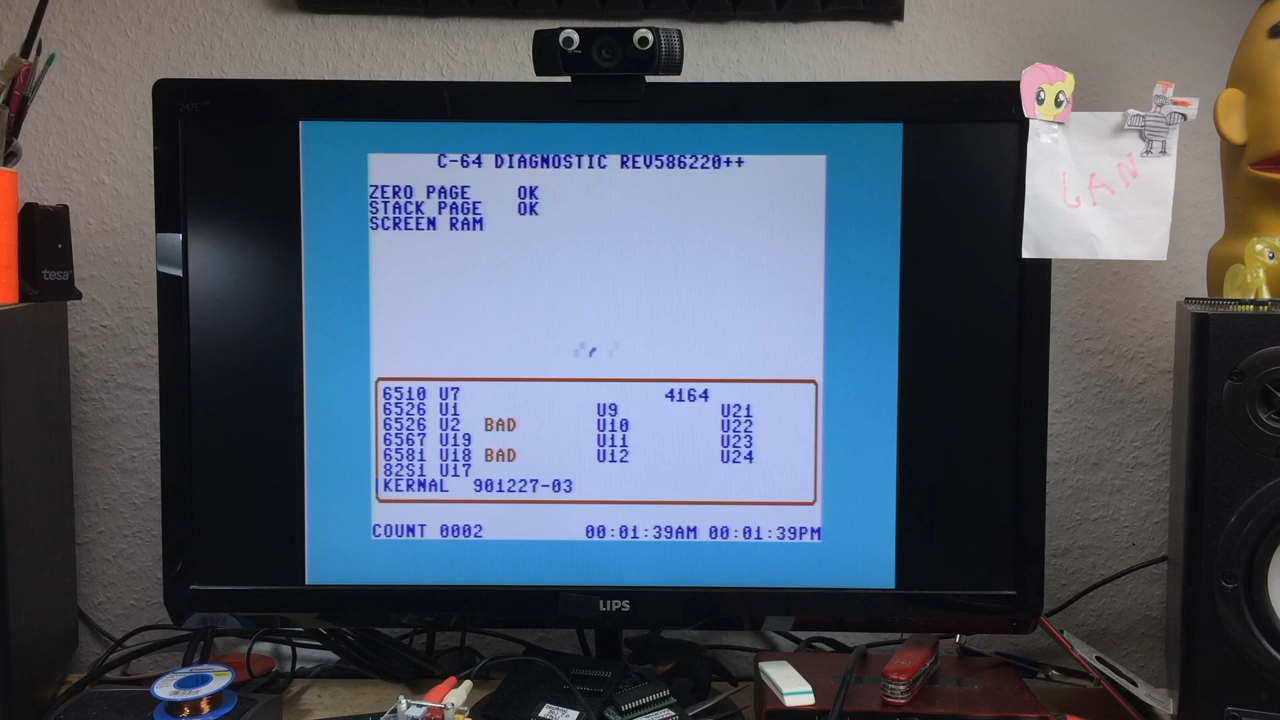 247E
C-64 DIAGNOSTIC REV586220++
ZERO PAGE OK
STACK PAGE OK
SCREEN RAM
6510 U7 4164
6526 U1 U9 U21
6526 U2 BAD U10 U22
6567 U19 U11 U23
6581 U18 BAD U12 U24
82S1 U17
KERNAL 901227-03
COUNT 0002 00:01:39AM 00:01:39PM
LIPS
tesa
LAN